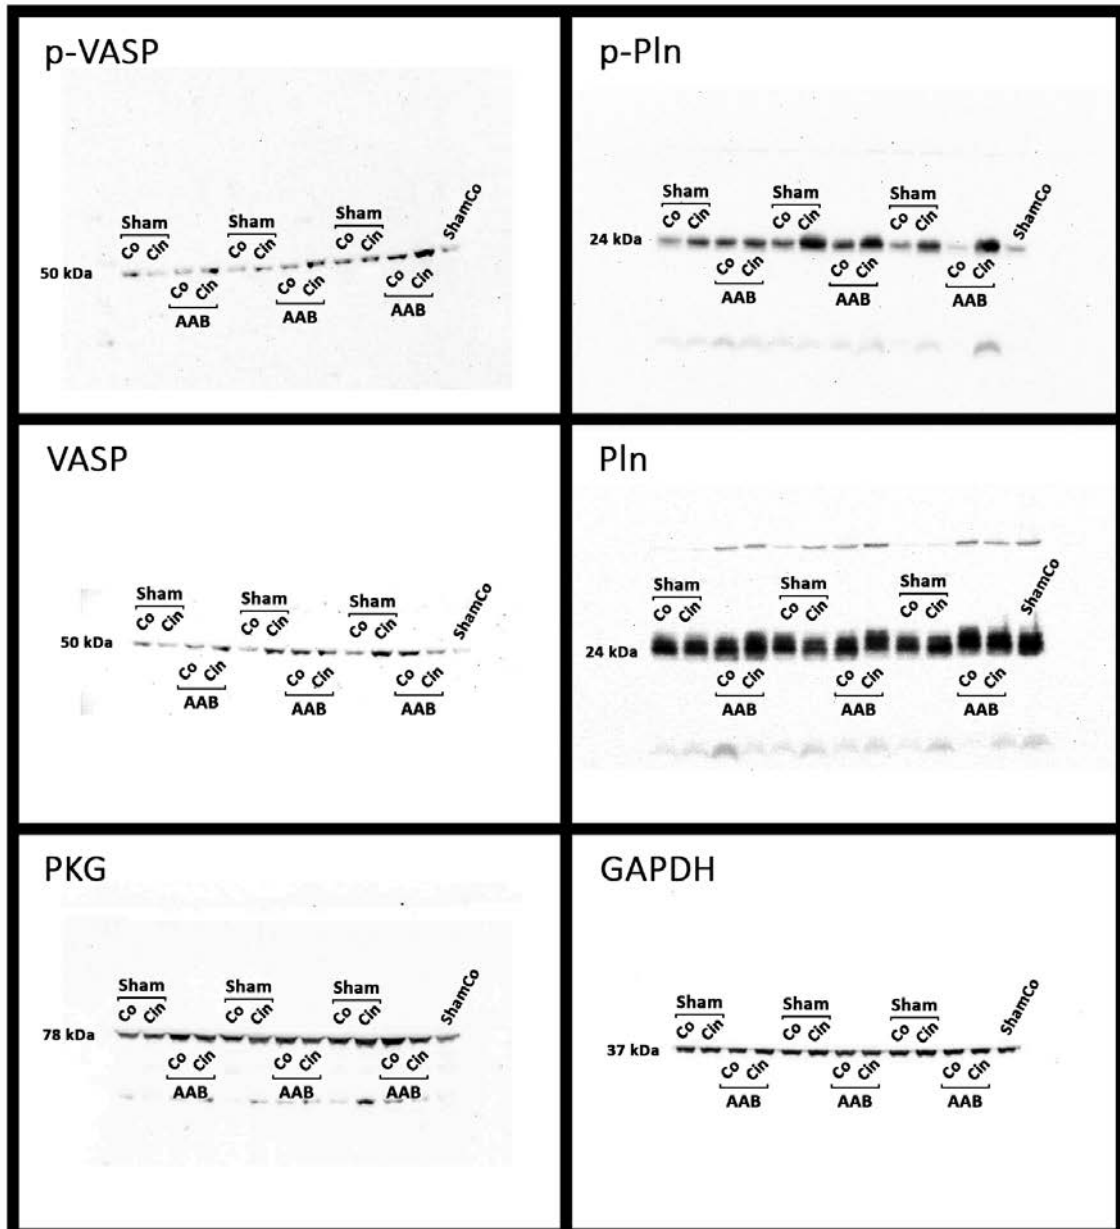 p-VASP
Sham Sham Sham ShamCo
Co Cin Co Cin Co Cin
50 kDa
Co Cin Co Cin Co Cin
AAB AAB AAB
p-Pln
Sham Sham Sham ShamCo
Co Cin Co Cin Co Cin
24 kDa
Co Cin Co Cin Co Cin
AAB AAB AAB
VASP
Sham Sham Sham ShamCo
Co Cin Co Cin Co Cin
50 kDa
Co Cin Co Cin Co Cin
AAB AAB AAB
Pln
Sham Sham Sham ShamCo
Co Cin Co Cin Co Cin
24 kDa
Co Cin Co Cin Co Cin
AAB AAB AAB
PKG
Sham Sham Sham ShamCo
Co Cin Co Cin Co Cin
78 kDa
Co Cin Co Cin Co Cin
AAB AAB AAB
GAPDH
Sham Sham Sham ShamCo
Co Cin Co Cin Co Cin
37 kDa
Co Cin Co Cin Co Cin
AAB AAB AAB